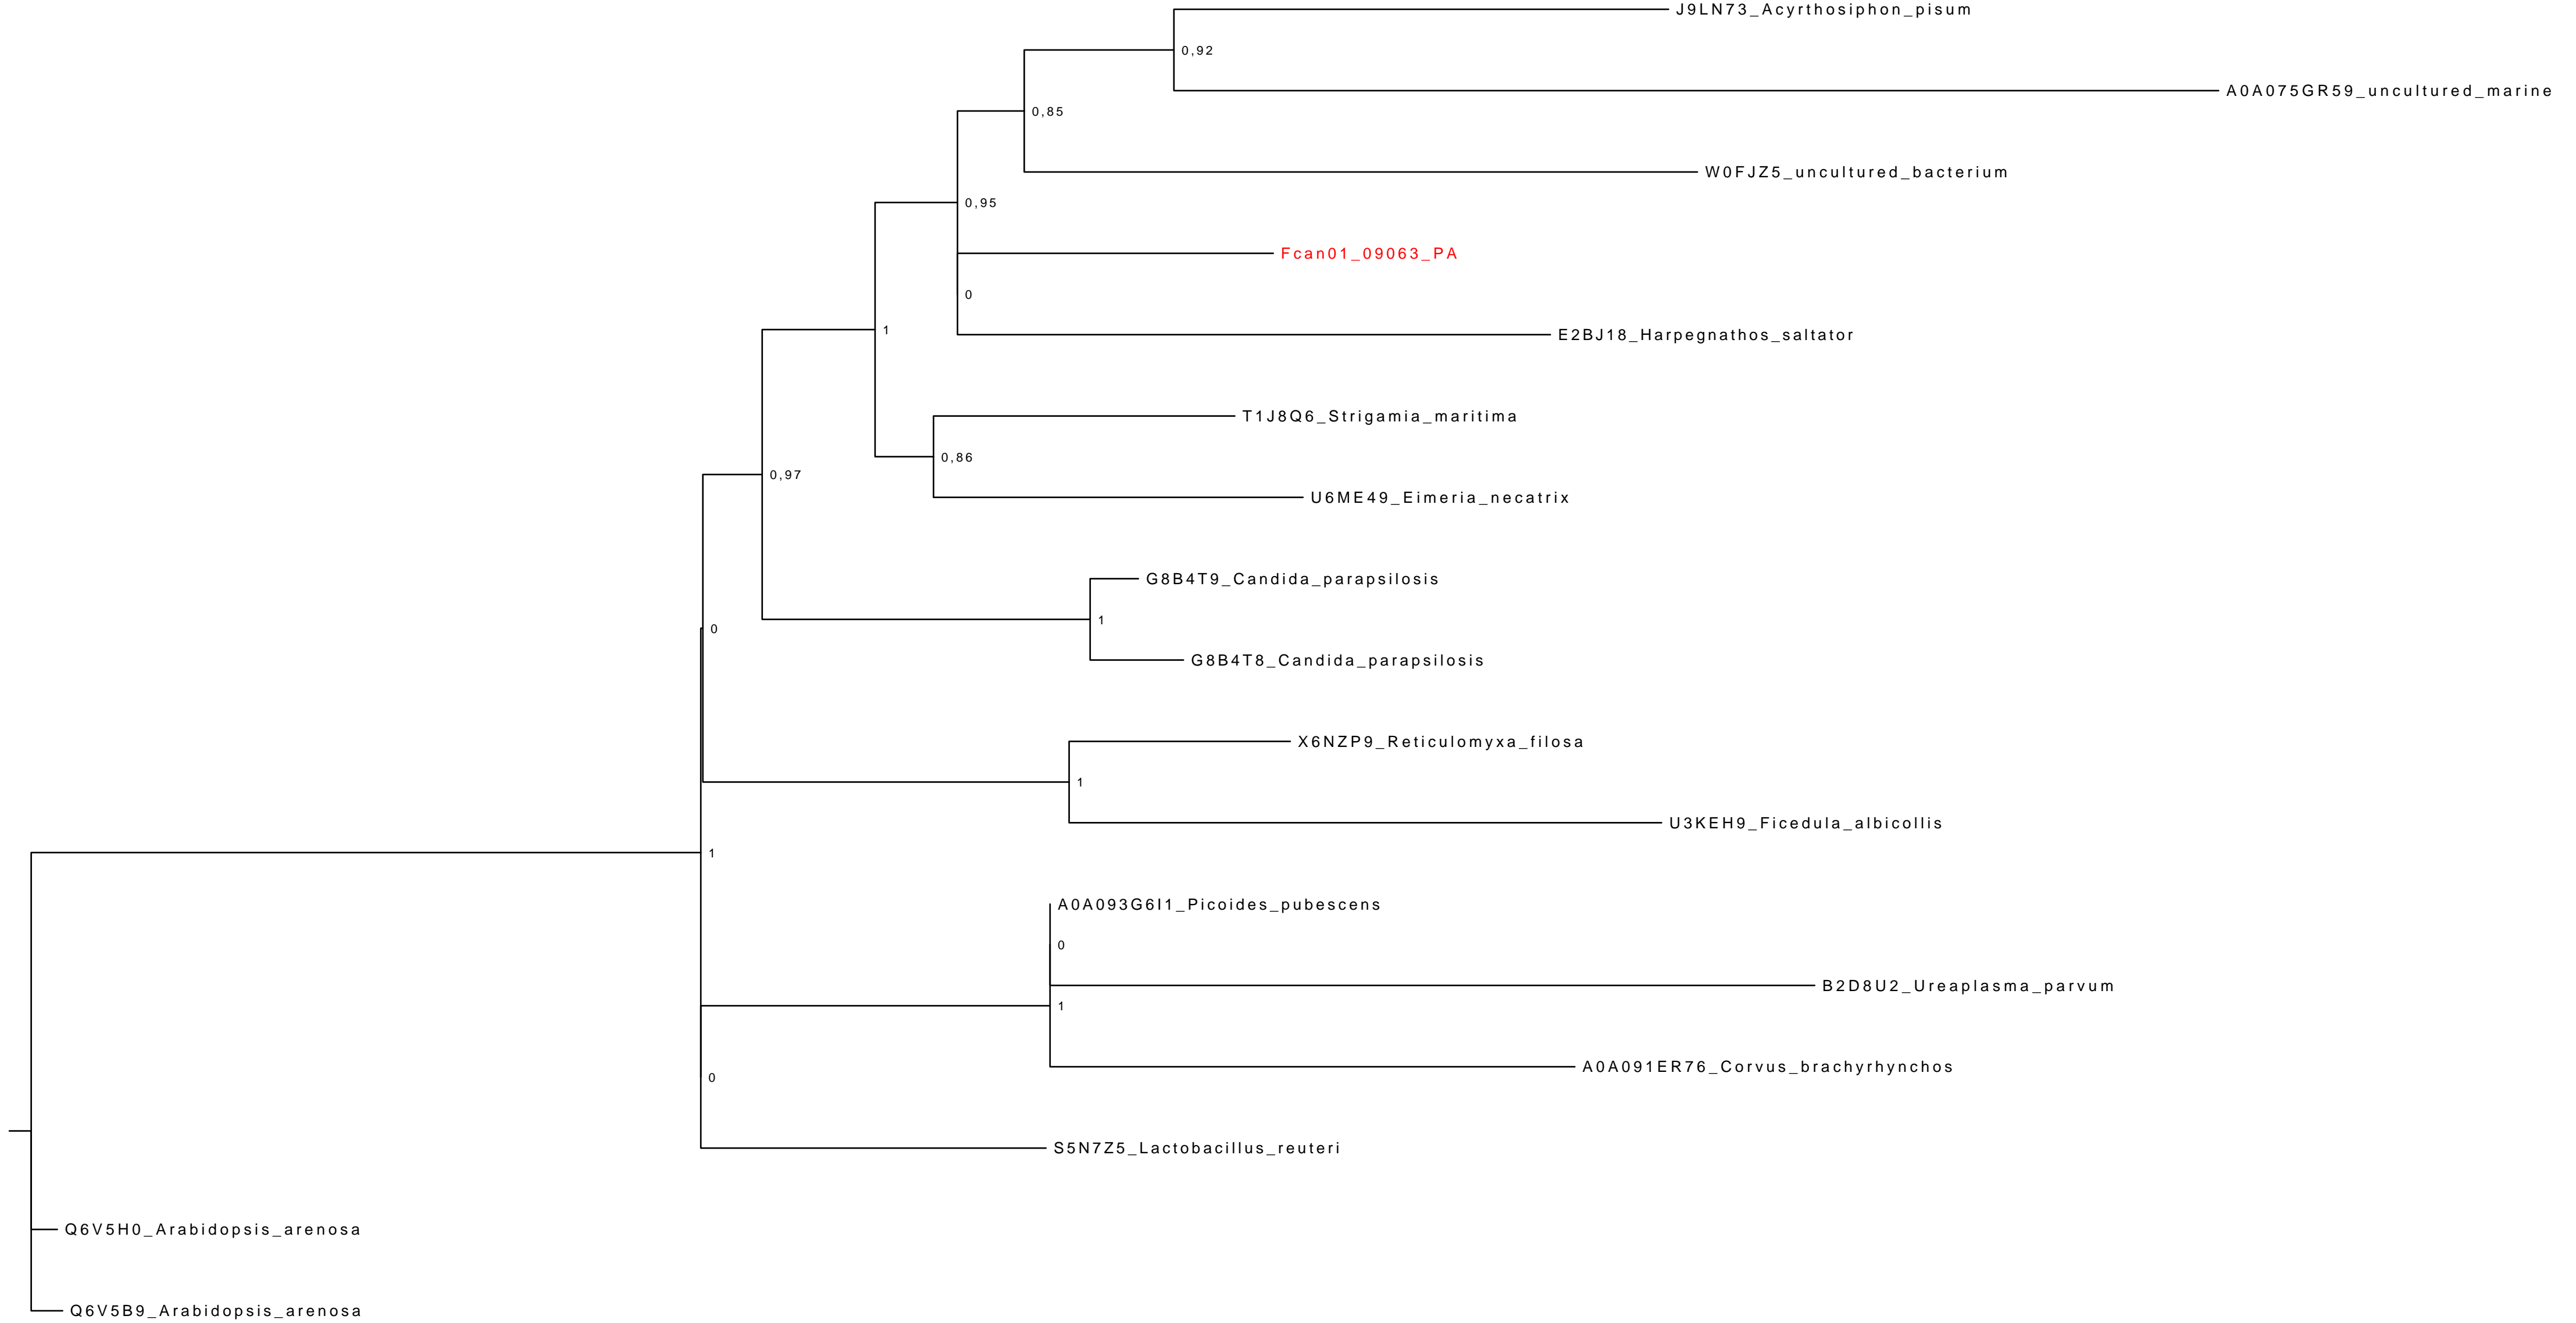 J9LN73_Acyrthosiphon_pisum
0,92
A0A075GR59_uncultured_marine
0,85
W0FJZ5_uncultured_bacterium
0,95
Fcan01_09063_PA
0
1
E2BJ18_Harpegnathos_saltator
T1J8Q6_Strigamia_maritima
0,86
0,97
U6ME49_Eimeria_necatrix
G8B4T9_Candida_parapsilosis
1
0
G8B4T8_Candida_parapsilosis
X6NZP9_Reticulomyxa_filosa
1
U3KEH9_Ficedula_albicollis
1
A0A093G6I1_Picoides_pubescens
0
B2D8U2_Ureaplasma_parvum
1
A0A091ER76_Corvus_brachyrhynchos
0
S5N7Z5_Lactobacillus_reuteri
Q6V5H0_Arabidopsis_arenosa
Q6V5B9_Arabidopsis_arenosa